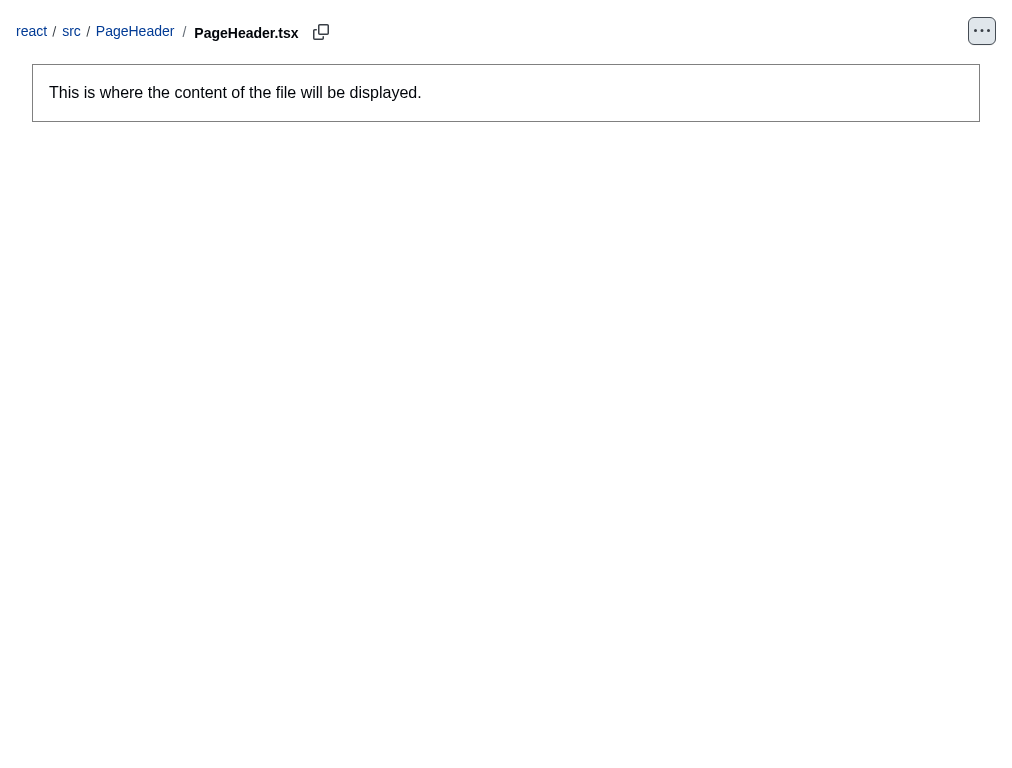 react / src / PageHeader / PageHeader.tsx
This is where the content of the file will be displayed.